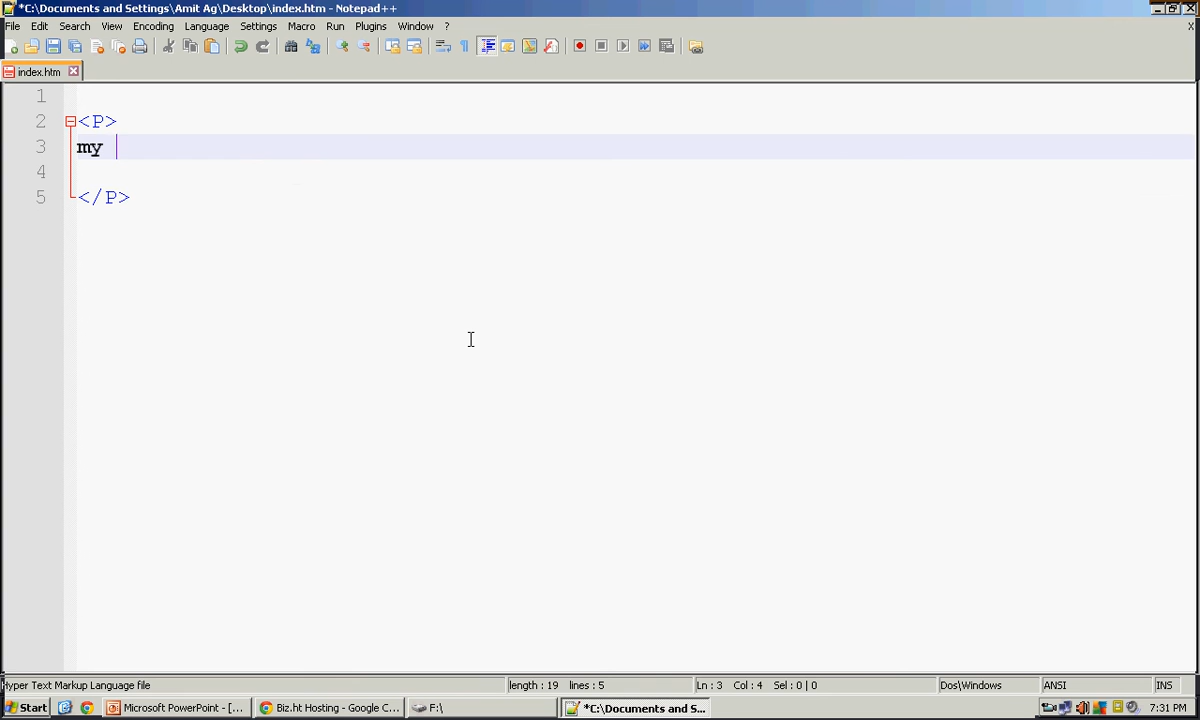 *C:\Documents and Settings\Amit Ag\Desktop\index.htm - Notepad++
File Edit Search View Encoding Language Settings Macro Run Plugins Window ? X
index.htm
1
2 <P>
3 my
4
5 </P>
Hyper Text Markup Language file length : 19 lines : 5 Ln : 3 Col : 4 Sel : 0 | 0 Dos\Windows ANSI INS
Start Microsoft PowerPoint - [... Biz.ht Hosting - Google C... F:\ *C:\Documents and S... 7:31 PM